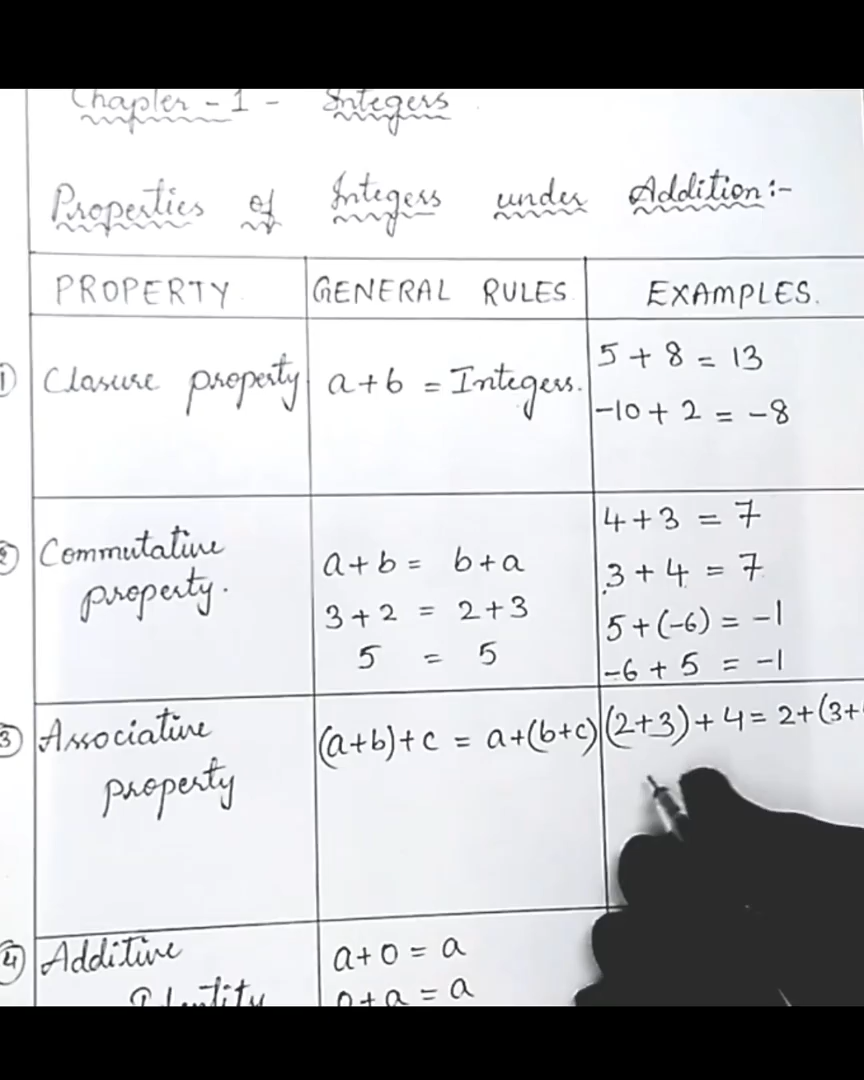 Chapter - 1 - Integers
Properties of Integers under Addition:-
PROPERTY GENERAL RULES. EXAMPLES.
1 Closure property a+b = Integers. 5 + 8 = 13
-10 + 2 = -8
2 Commutative property. a+b = b+a
3+2 = 2+3
5 = 5
4+3 = 7
3 + 4 = 7
5+(-6) = -1
-6 + 5 = -1
3 Associative property (a+b)+c = a+(b+c) (2+3)+4 = 2+(3+
4 Additive Identity a+0 = a
0+a = a